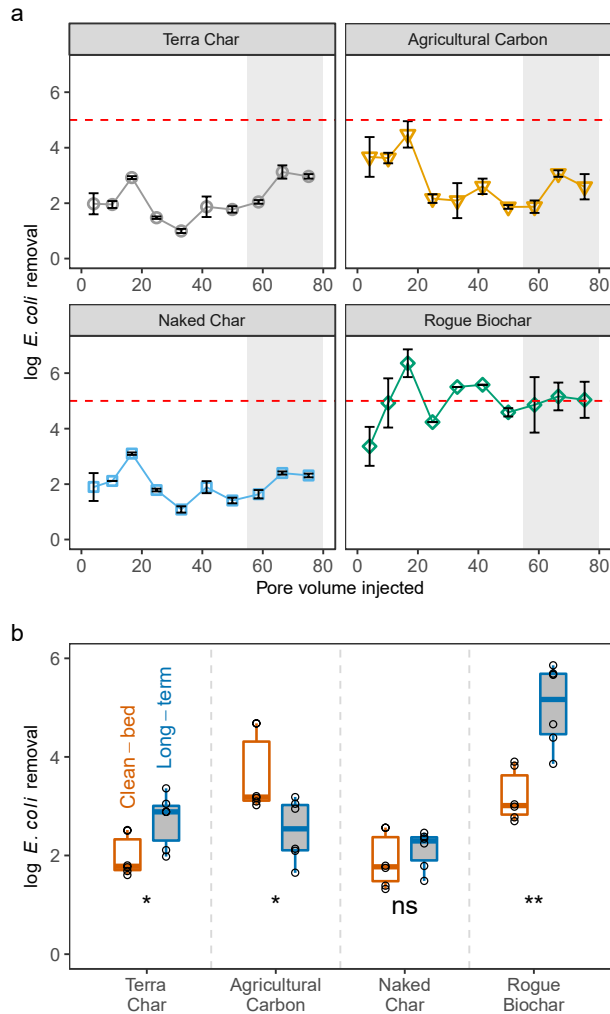 a
Terra Char
Agricultural Carbon
6
4
2
0
Naked Char
Rogue Biochar
6
4
2
0
log E. coli removal
0 20 40 60 80
0 20 40 60 80
Pore volume injected
b
6
4
2
0
log E. coli removal
Clean – bed
Long – term
*
*
ns
**
Terra
Char
Agricultural
Carbon
Naked
Char
Rogue
Biochar